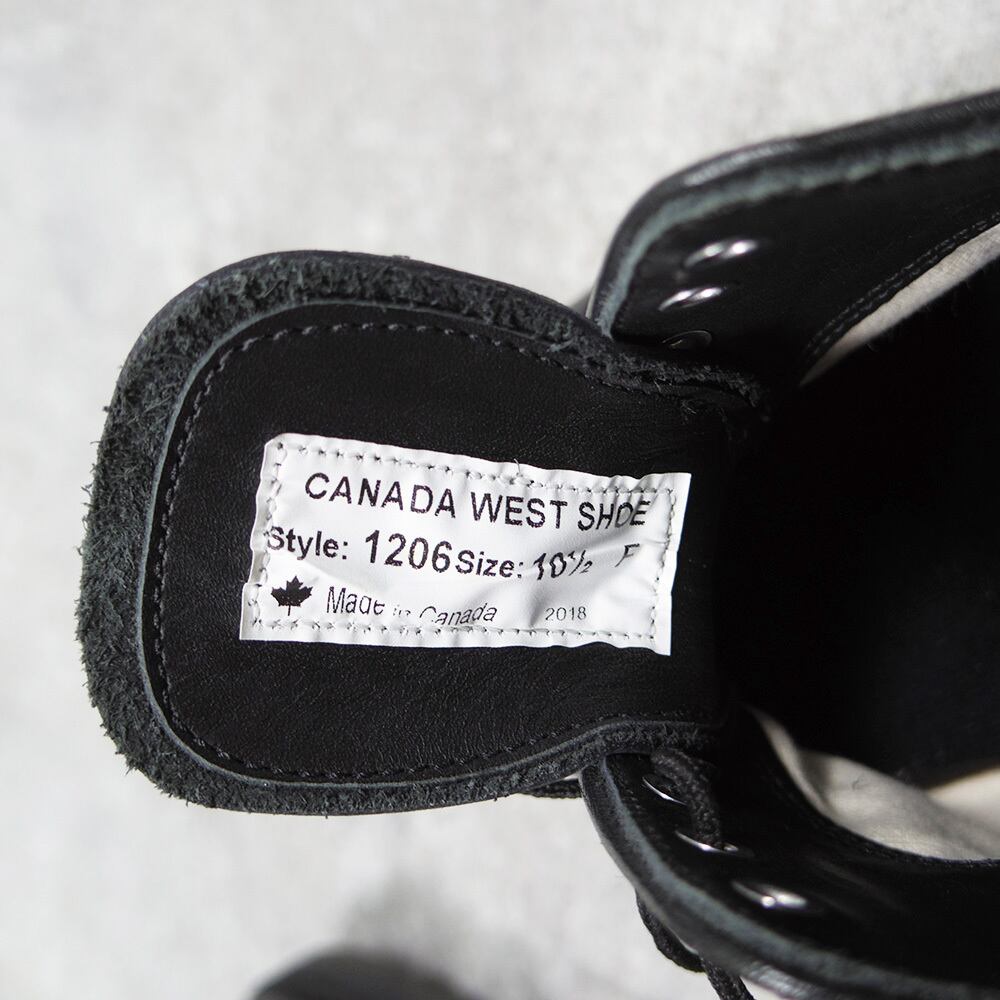 CANADA WEST SHOE
Style: 1206 Size: 10½ F
Made in Canada 2018